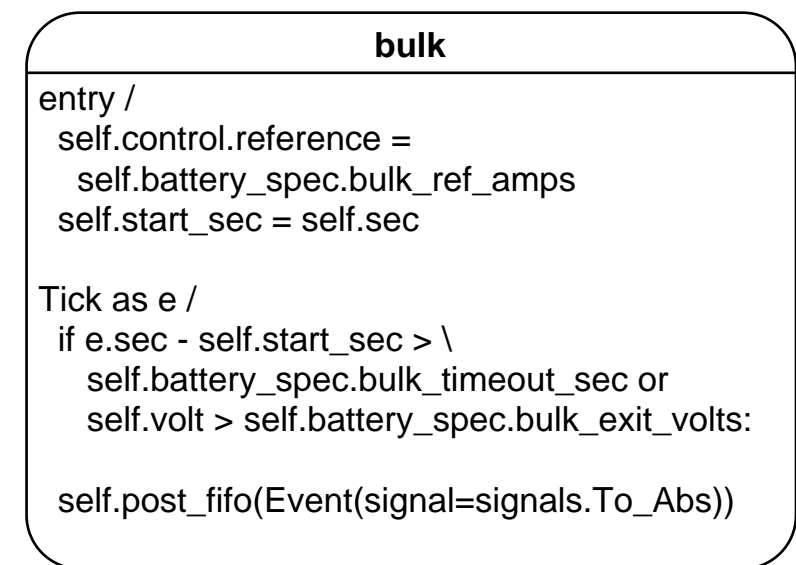 bulk
entry /
self.control.reference =
self.battery_spec.bulk_ref_amps
self.start_sec = self.sec
Tick as e /
if e.sec - self.start_sec > \
self.battery_spec.bulk_timeout_sec or
self.volt > self.battery_spec.bulk_exit_volts:
self.post_fifo(Event(signal=signals.To_Abs))